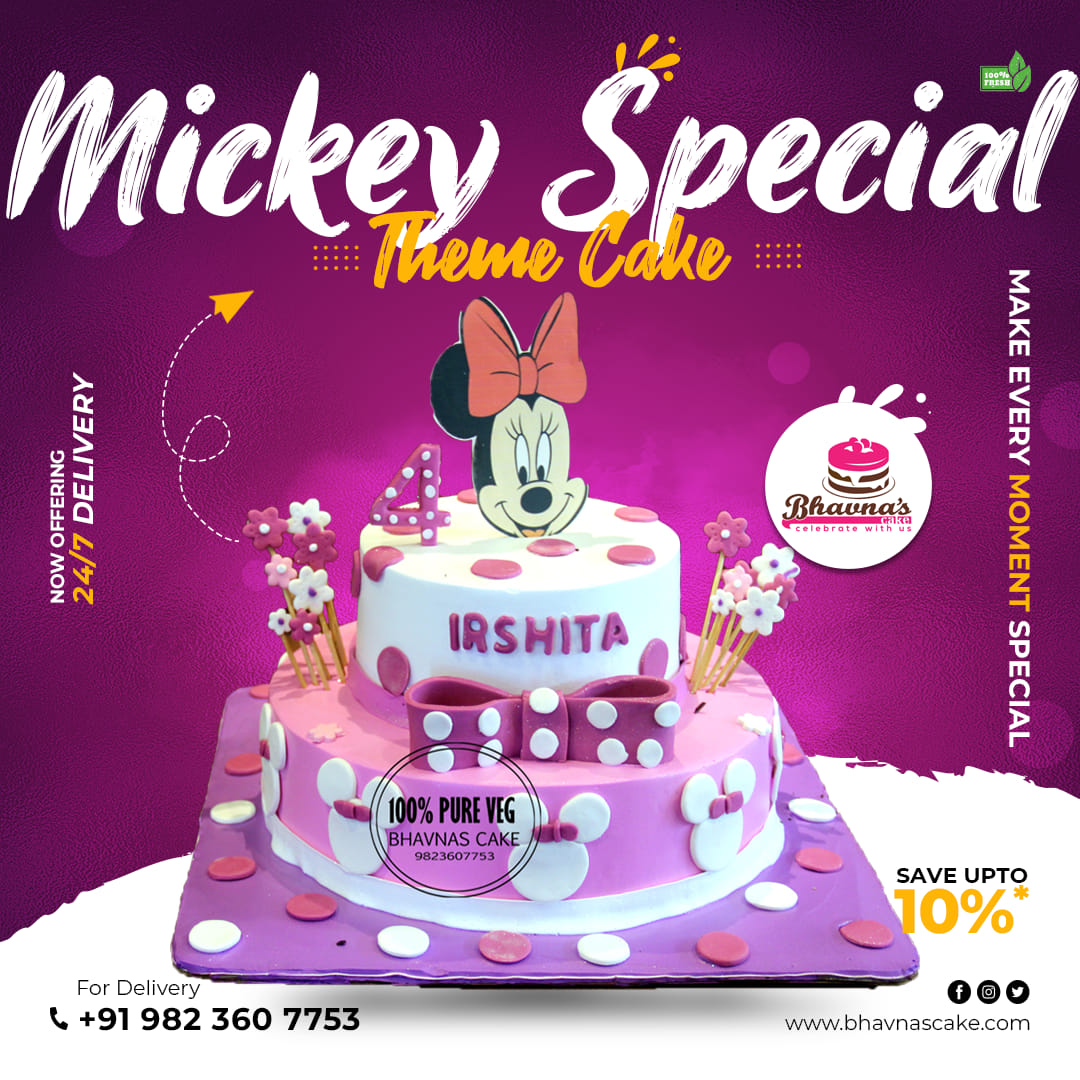 Mickey Special
Theme Cake
100%
FRESH
NOW OFFERING
24/7 DELIVERY
MAKE EVERY MOMENT SPECIAL
Bhavna's
cake
celebrate with us
4
IRSHITA
100% PURE VEG
BHAVNAS CAKE
9823607753
SAVE UPTO
10%*
For Delivery
+91 982 360 7753
www.bhavnascake.com